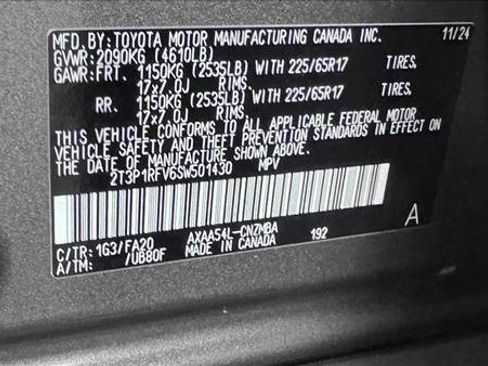 MFD.BY:TOYOTA MOTOR MANUFACTURING CANADA INC. 11/24
GVWR:2090KG (4610LB)
GAWR:FRT. 1150KG (2535LB) WITH 225/65R17 TIRES.
17x7.0J RIMS.
RR. 1150KG (2535LB) WITH 225/65R17 TIRES.
17x7.0J RIMS.
THIS VEHICLE CONFORMS TO ALL APPLICABLE FEDERAL MOTOR
VEHICLE SAFETY AND THEFT PREVENTION STANDARDS IN EFFECT ON
THE DATE OF MANUFACTURE SHOWN ABOVE.
2T3P1RFV6SW501430 MPV
C/TR: 1G3/FA20 AXAA54L-CNZMBA 192 A
A/TM: /UB80F MADE IN CANADA